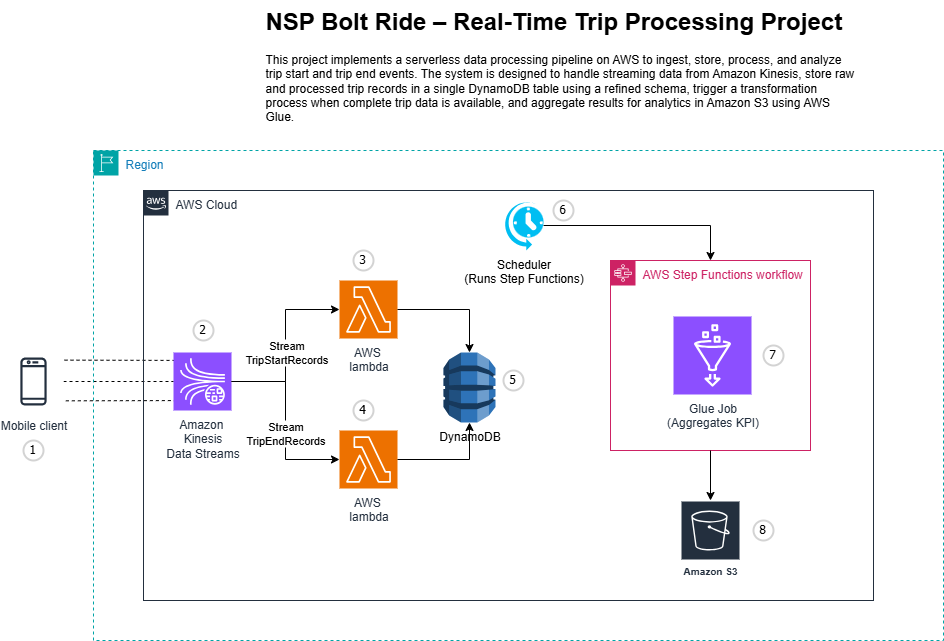 NSP Bolt Ride – Real-Time Trip Processing Project
This project implements a serverless data processing pipeline on AWS to ingest, store, process, and analyze
trip start and trip end events. The system is designed to handle streaming data from Amazon Kinesis, store raw
and processed trip records in a single DynamoDB table using a refined schema, trigger a transformation
process when complete trip data is available, and aggregate results for analytics in Amazon S3 using AWS
Glue.
Region
aws
AWS Cloud
6
Scheduler
(Runs Step Functions)
AWS Step Functions workflow
3
2
Stream
TripStartRecords
AWS
lambda
7
Glue Job
(Aggregates KPI)
5
4
Mobile client
1
Amazon
Kinesis
Data Streams
Stream
TripEndRecords
DynamoDB
AWS
lambda
8
Amazon S3